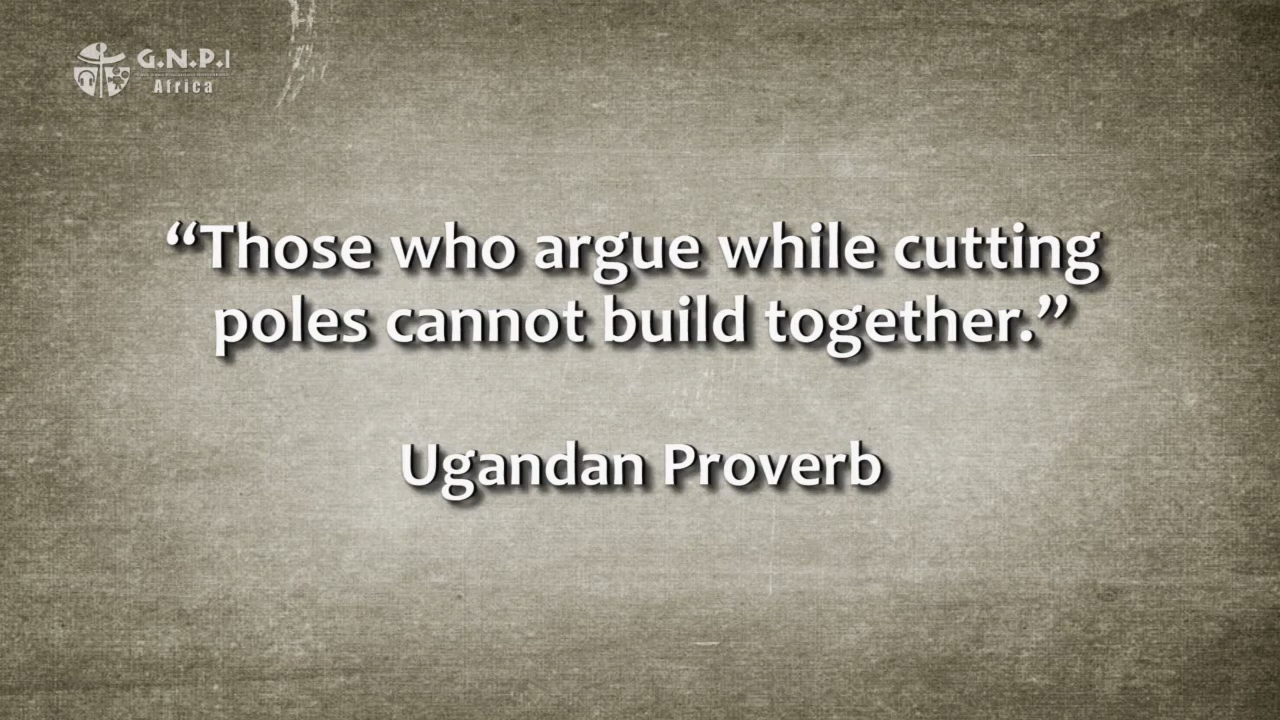 G.N.P.I
Africa
“Those who argue while cutting
poles cannot build together.”
Ugandan Proverb